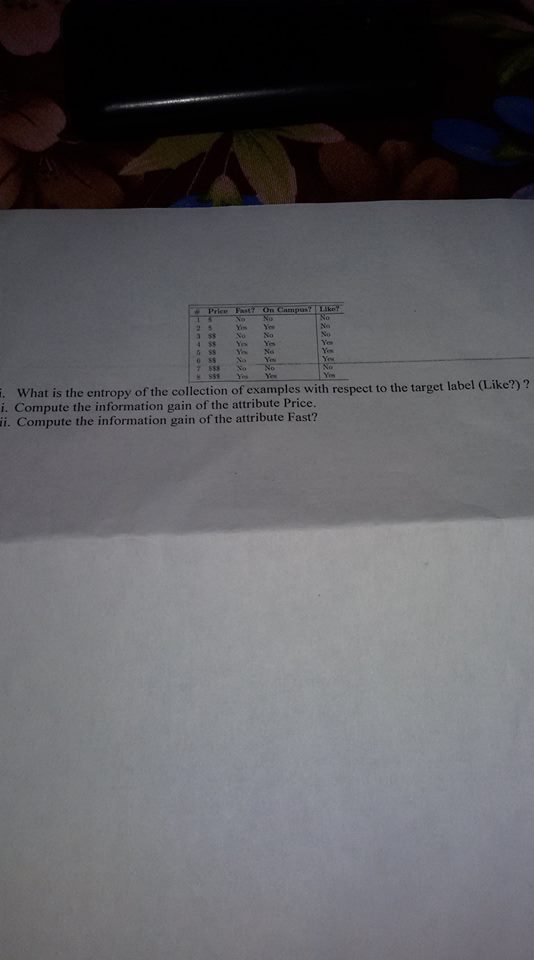 # Price Fast? On Campus? Like?
1 $ No No No
2 $ Yes Yes No
3 $$ No No No
4 $$ Yes Yes Yes
5 $$ Yes No Yes
6 $$ No Yes Yes
7 $$$ No No No
8 $$$ Yes Yes Yes
i. What is the entropy of the collection of examples with respect to the target label (Like?) ?
i. Compute the information gain of the attribute Price.
ii. Compute the information gain of the attribute Fast?